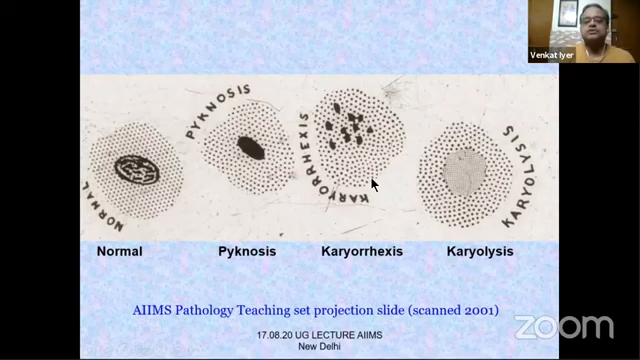 Venkat Iyer
NORMAL
PYKNOSIS
KARYORRHEXIS
KARYOLYSIS
Normal
Pyknosis
Karyorrhexis
Karyolysis
AIIMS Pathology Teaching set projection slide (scanned 2001)
17.08.20 UG LECTURE AIIMS
New Delhi
zoom